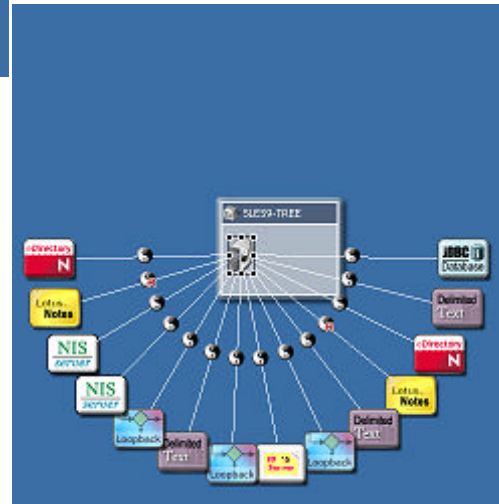 SLES9-TREE
eDirectory
N
JDBC
Database
Lotus..
Notes
Delimited
Text
NIS
server
eDirectory
N
NIS
server
Lotus..
Notes
Loopback
Delimited
Text
Delimited
Text
Loopback
Loopback